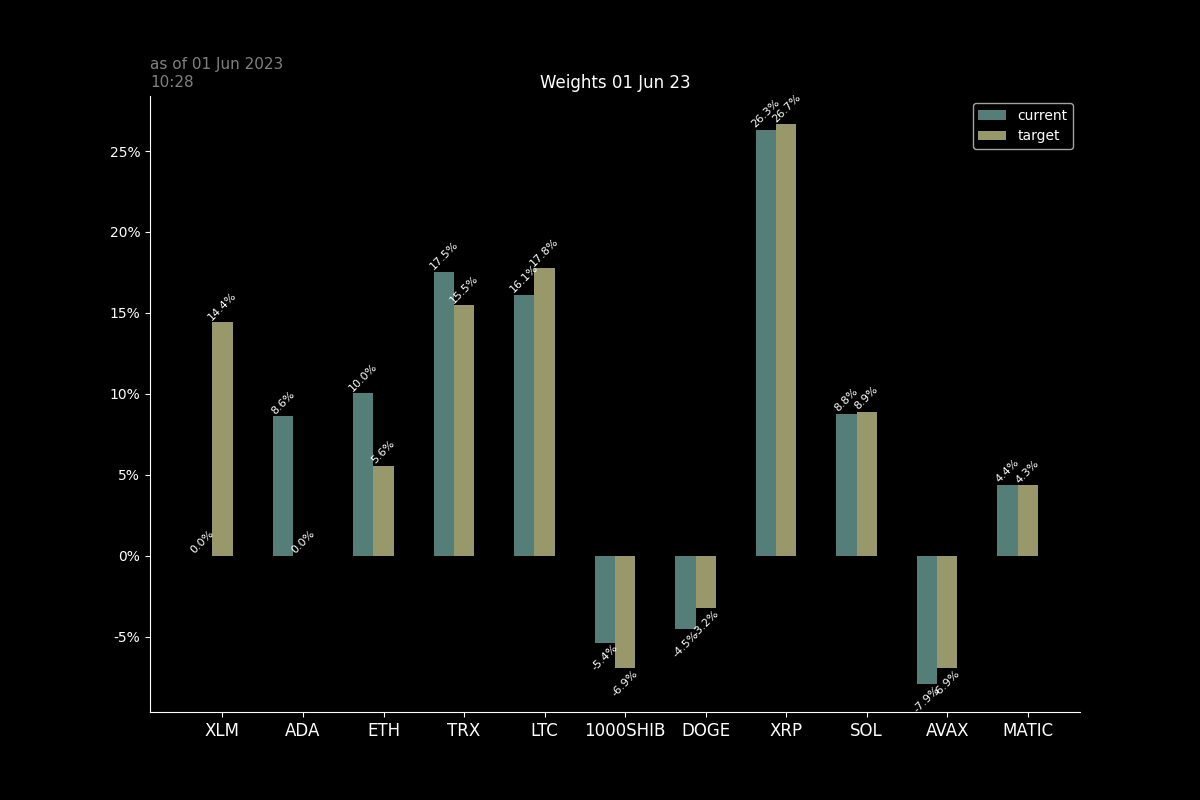 as of 01 Jun 2023
10:28
Weights 01 Jun 23
current
target
25%
20%
15%
10%
5%
0%
-5%
0.0%
14.4%
8.6%
0.0%
10.0%
5.6%
17.5%
15.5%
16.1%
17.8%
-5.4%
-6.9%
-4.5%
-3.2%
26.3%
26.7%
8.8%
8.9%
-7.9%
-6.9%
4.4%
4.3%
XLM
ADA
ETH
TRX
LTC
1000SHIB
DOGE
XRP
SOL
AVAX
MATIC